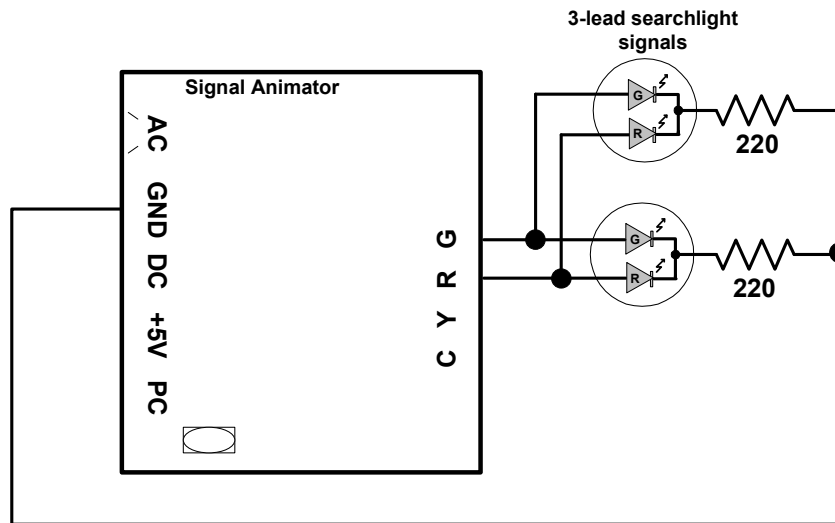 3-lead searchlight
signals
Signal Animator
AC
GND
DC
+5V
PC
G
R
Y
C
G
R
220
G
R
220